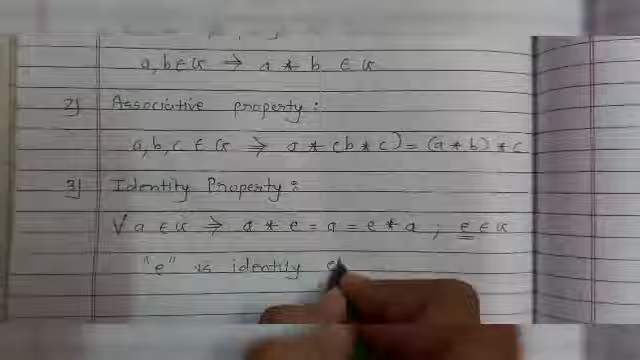 a, b ∈ G ⇒ a * b ∈ G
2) Associative property :
a, b, c ∈ G ⇒ a * (b * c) = (a * b) * c
3) Identity Property :
∀ a ∈ G ⇒ a * e = a = e * a ; e ∈ G
"e" is identity